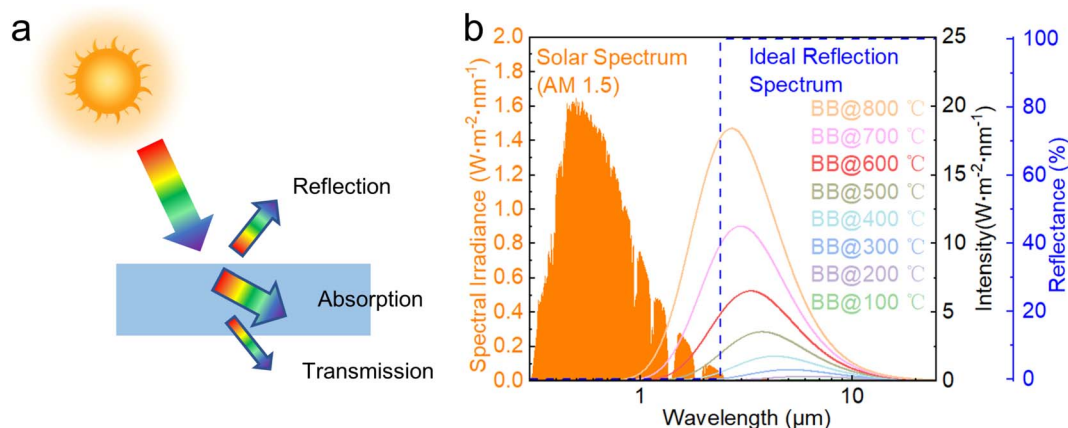 a
Reflection
Absorption
Transmission
b
Solar Spectrum
(AM 1.5)
Ideal Reflection
Spectrum
BB@800 ℃
BB@700 ℃
BB@600 ℃
BB@500 ℃
BB@400 ℃
BB@300 ℃
BB@200 ℃
BB@100 ℃
Spectral Irradiance (W·m-2·nm-1)
2.0
1.8
1.6
1.4
1.2
1.0
0.8
0.6
0.4
0.2
0.0
1
10
Wavelength (μm)
25
20
15
10
5
0
Intensity(W·m-2·nm-1)
100
80
60
40
20
0
Reflectance (%)